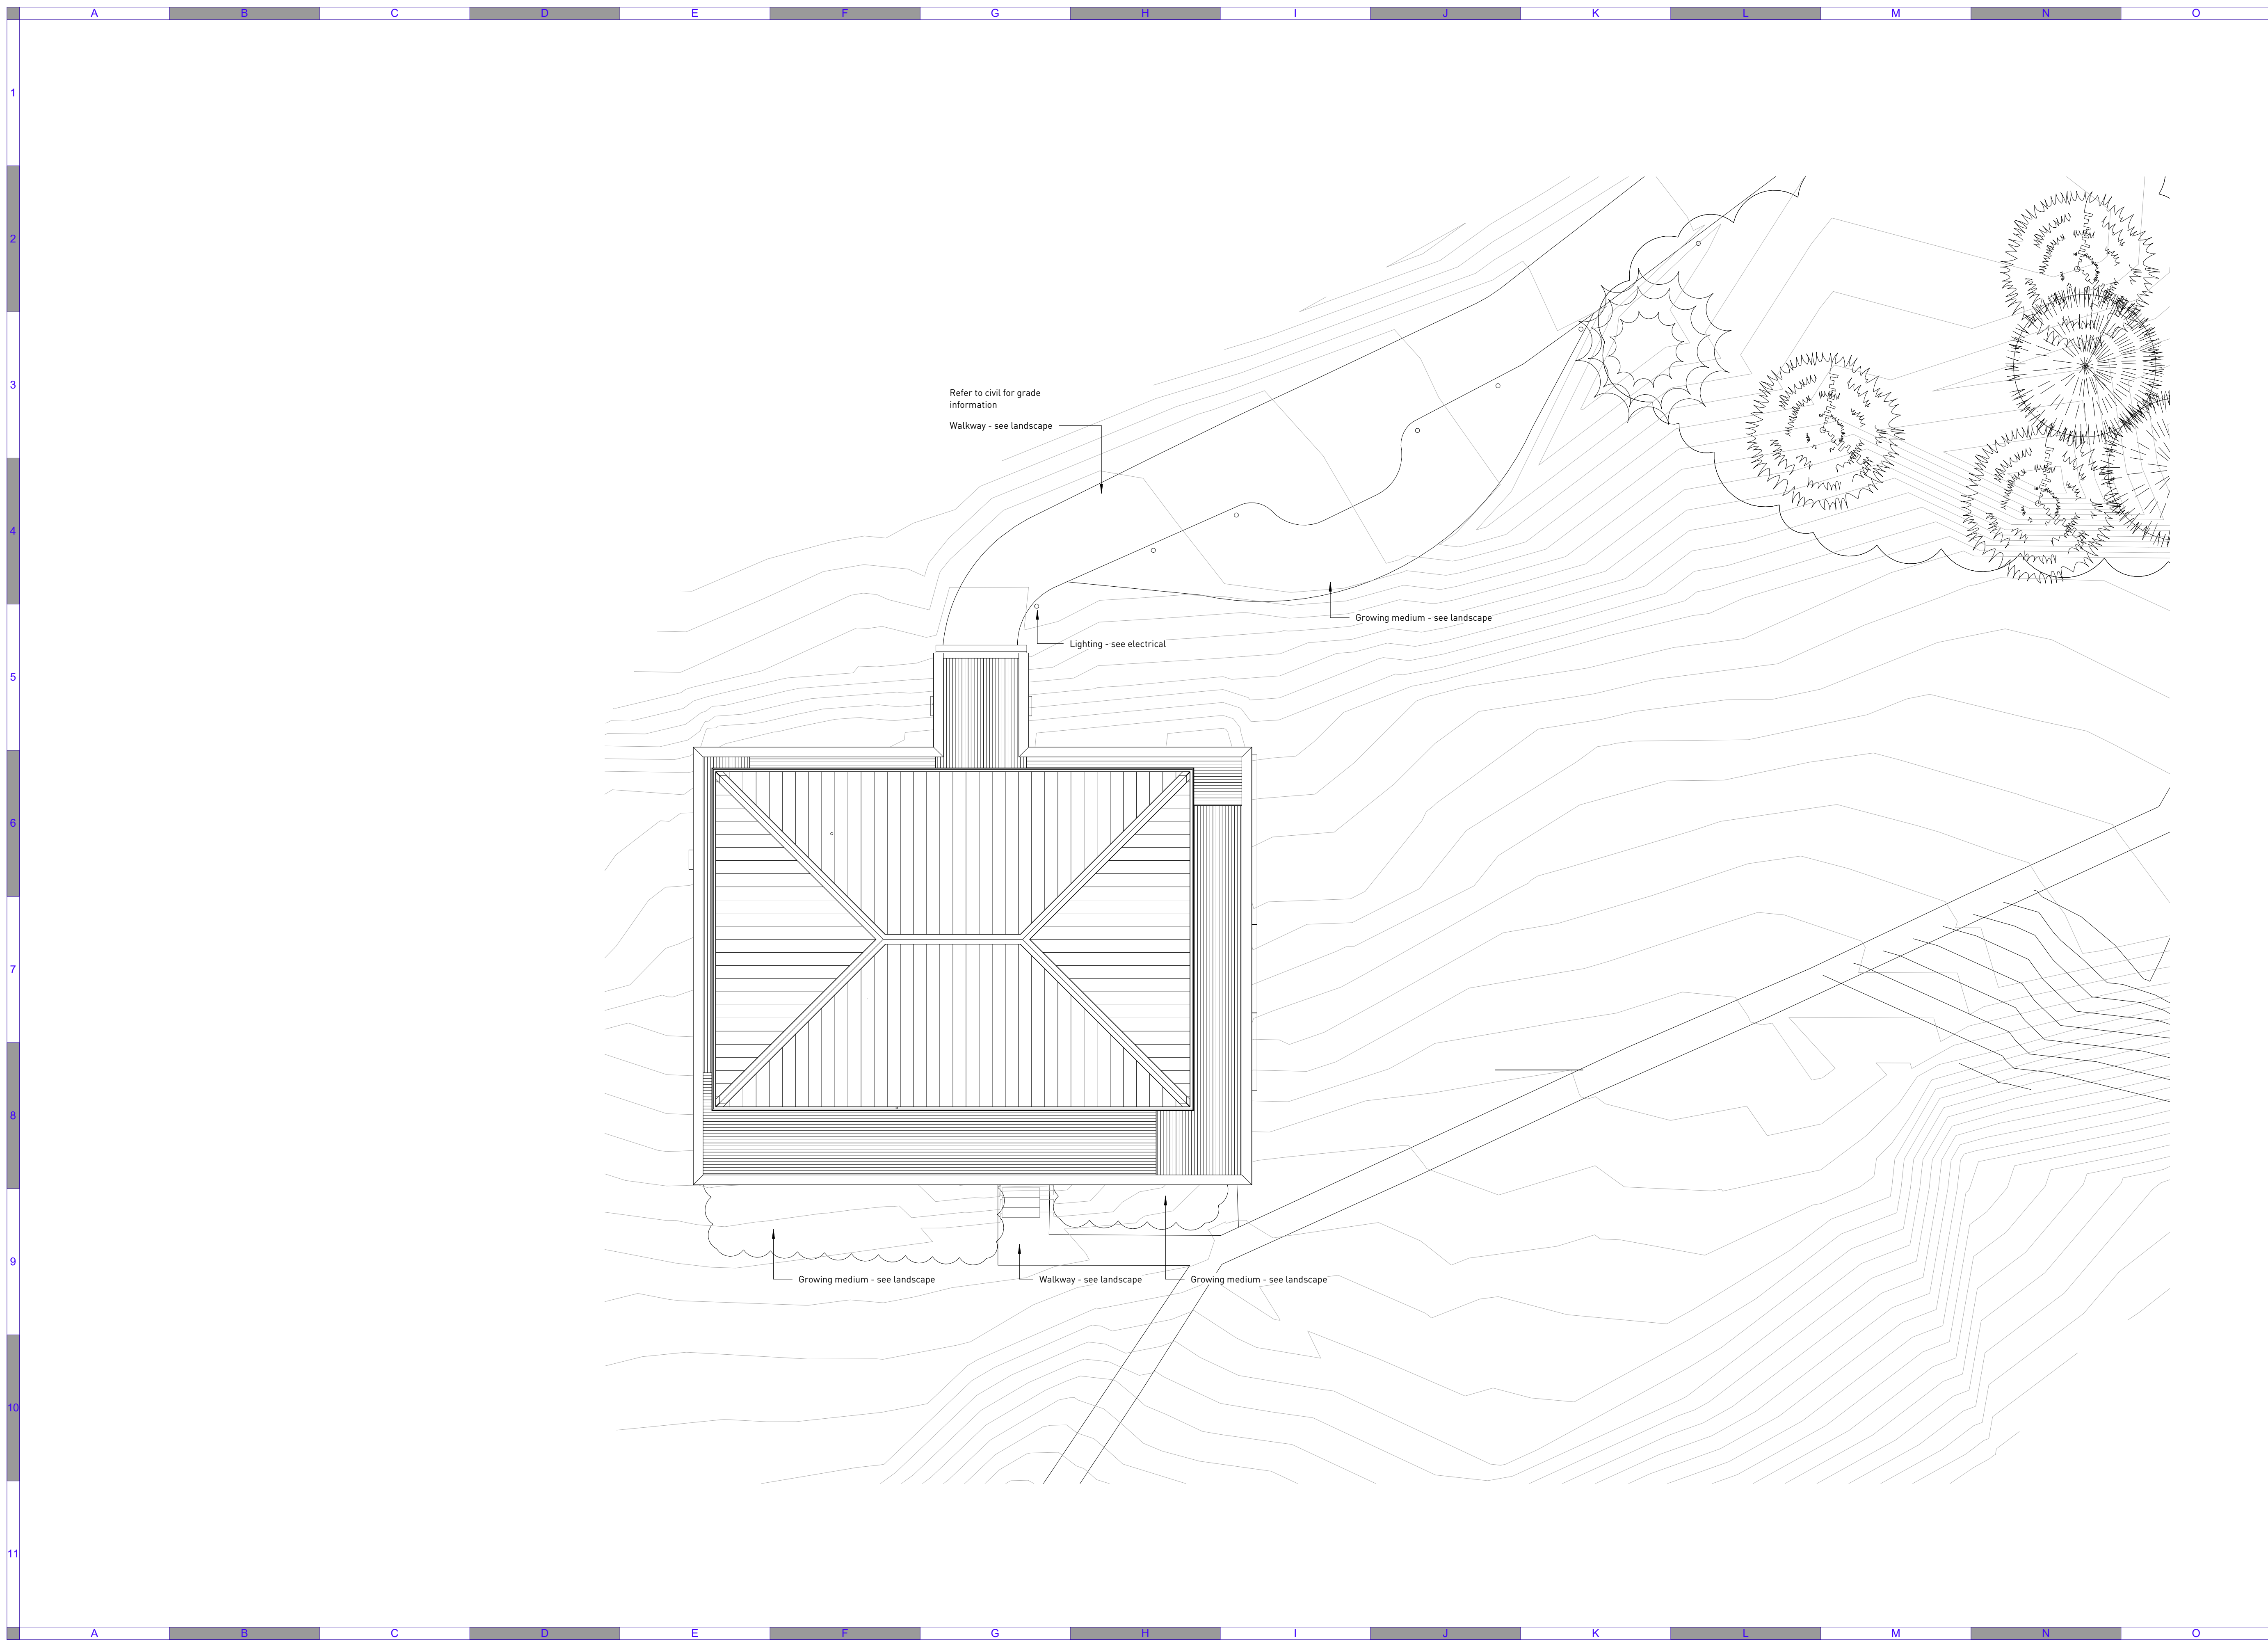 A B C D E F G H I J K L M N O
1
2
3
Refer to civil for grade
information
Walkway - see landscape
4
Growing medium - see landscape
Lighting - see electrical
5
6
7
8
9
Growing medium - see landscape
Walkway - see landscape
Growing medium - see landscape
10
11
A B C D E F G H I J K L M N O